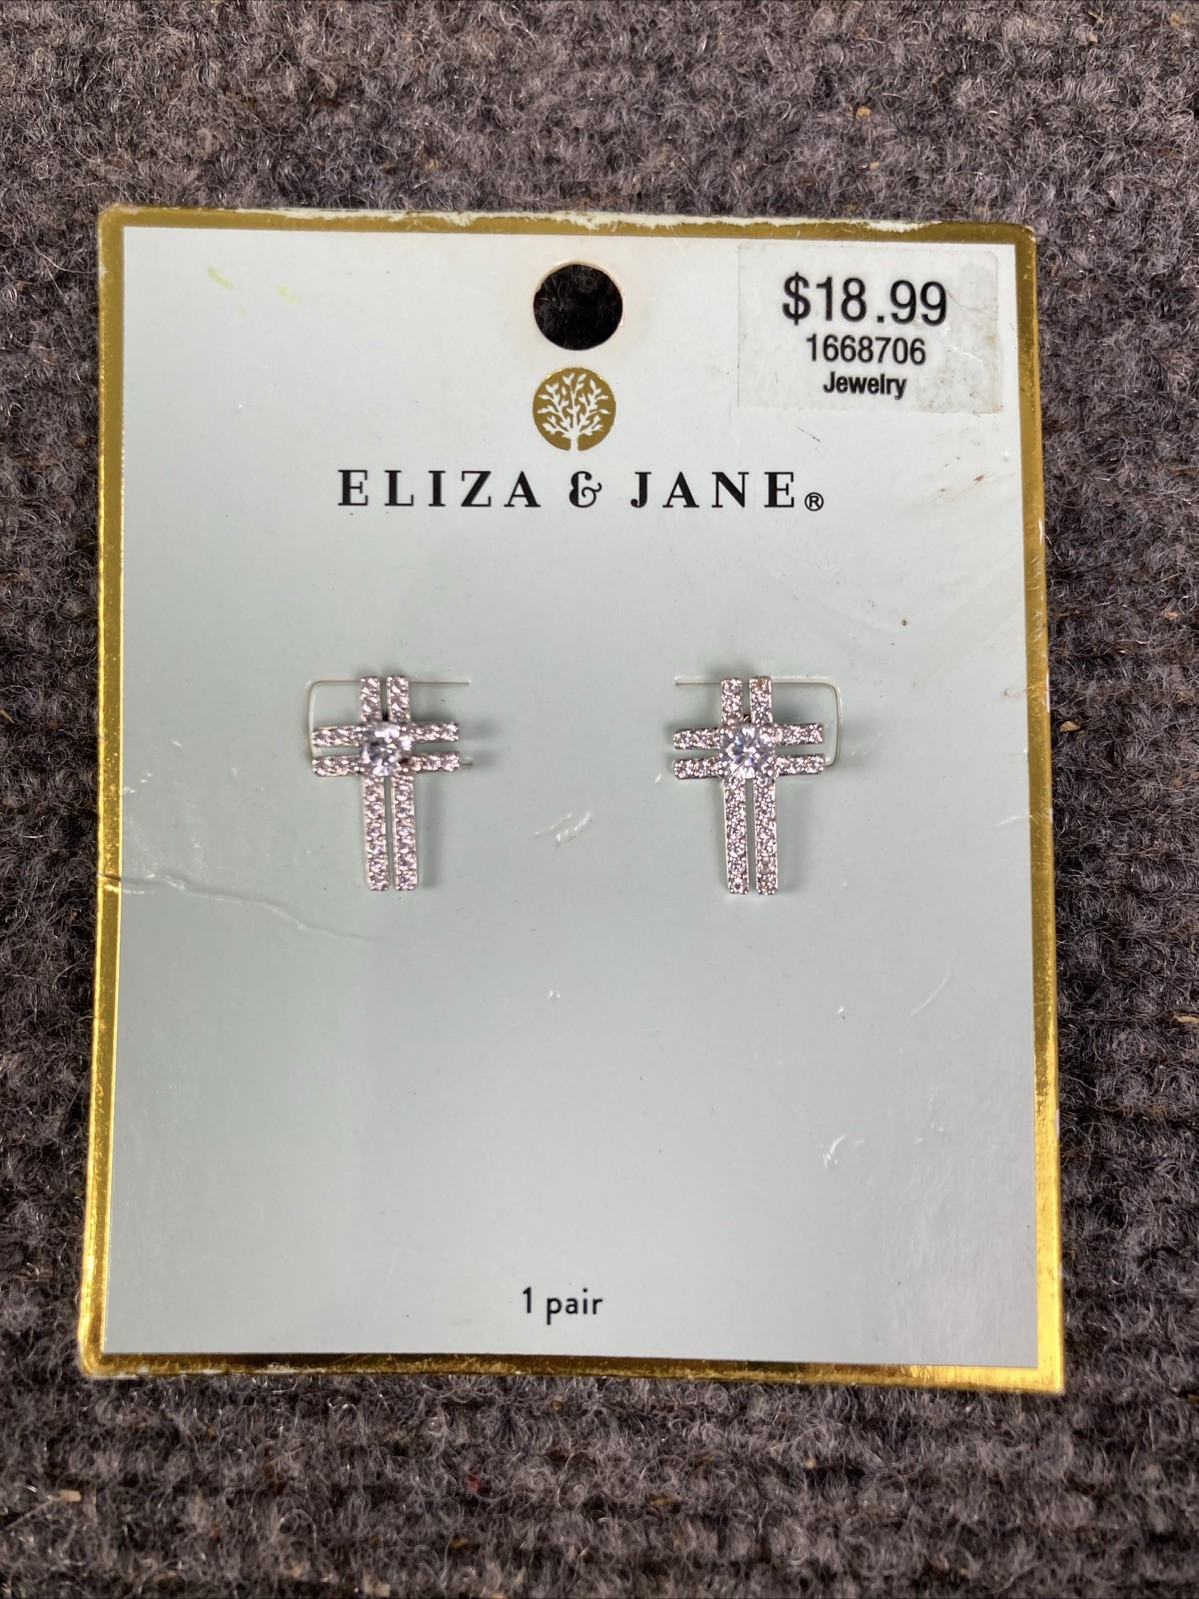 $18.99
1668706
Jewelry
ELIZA & JANE®
1 pair